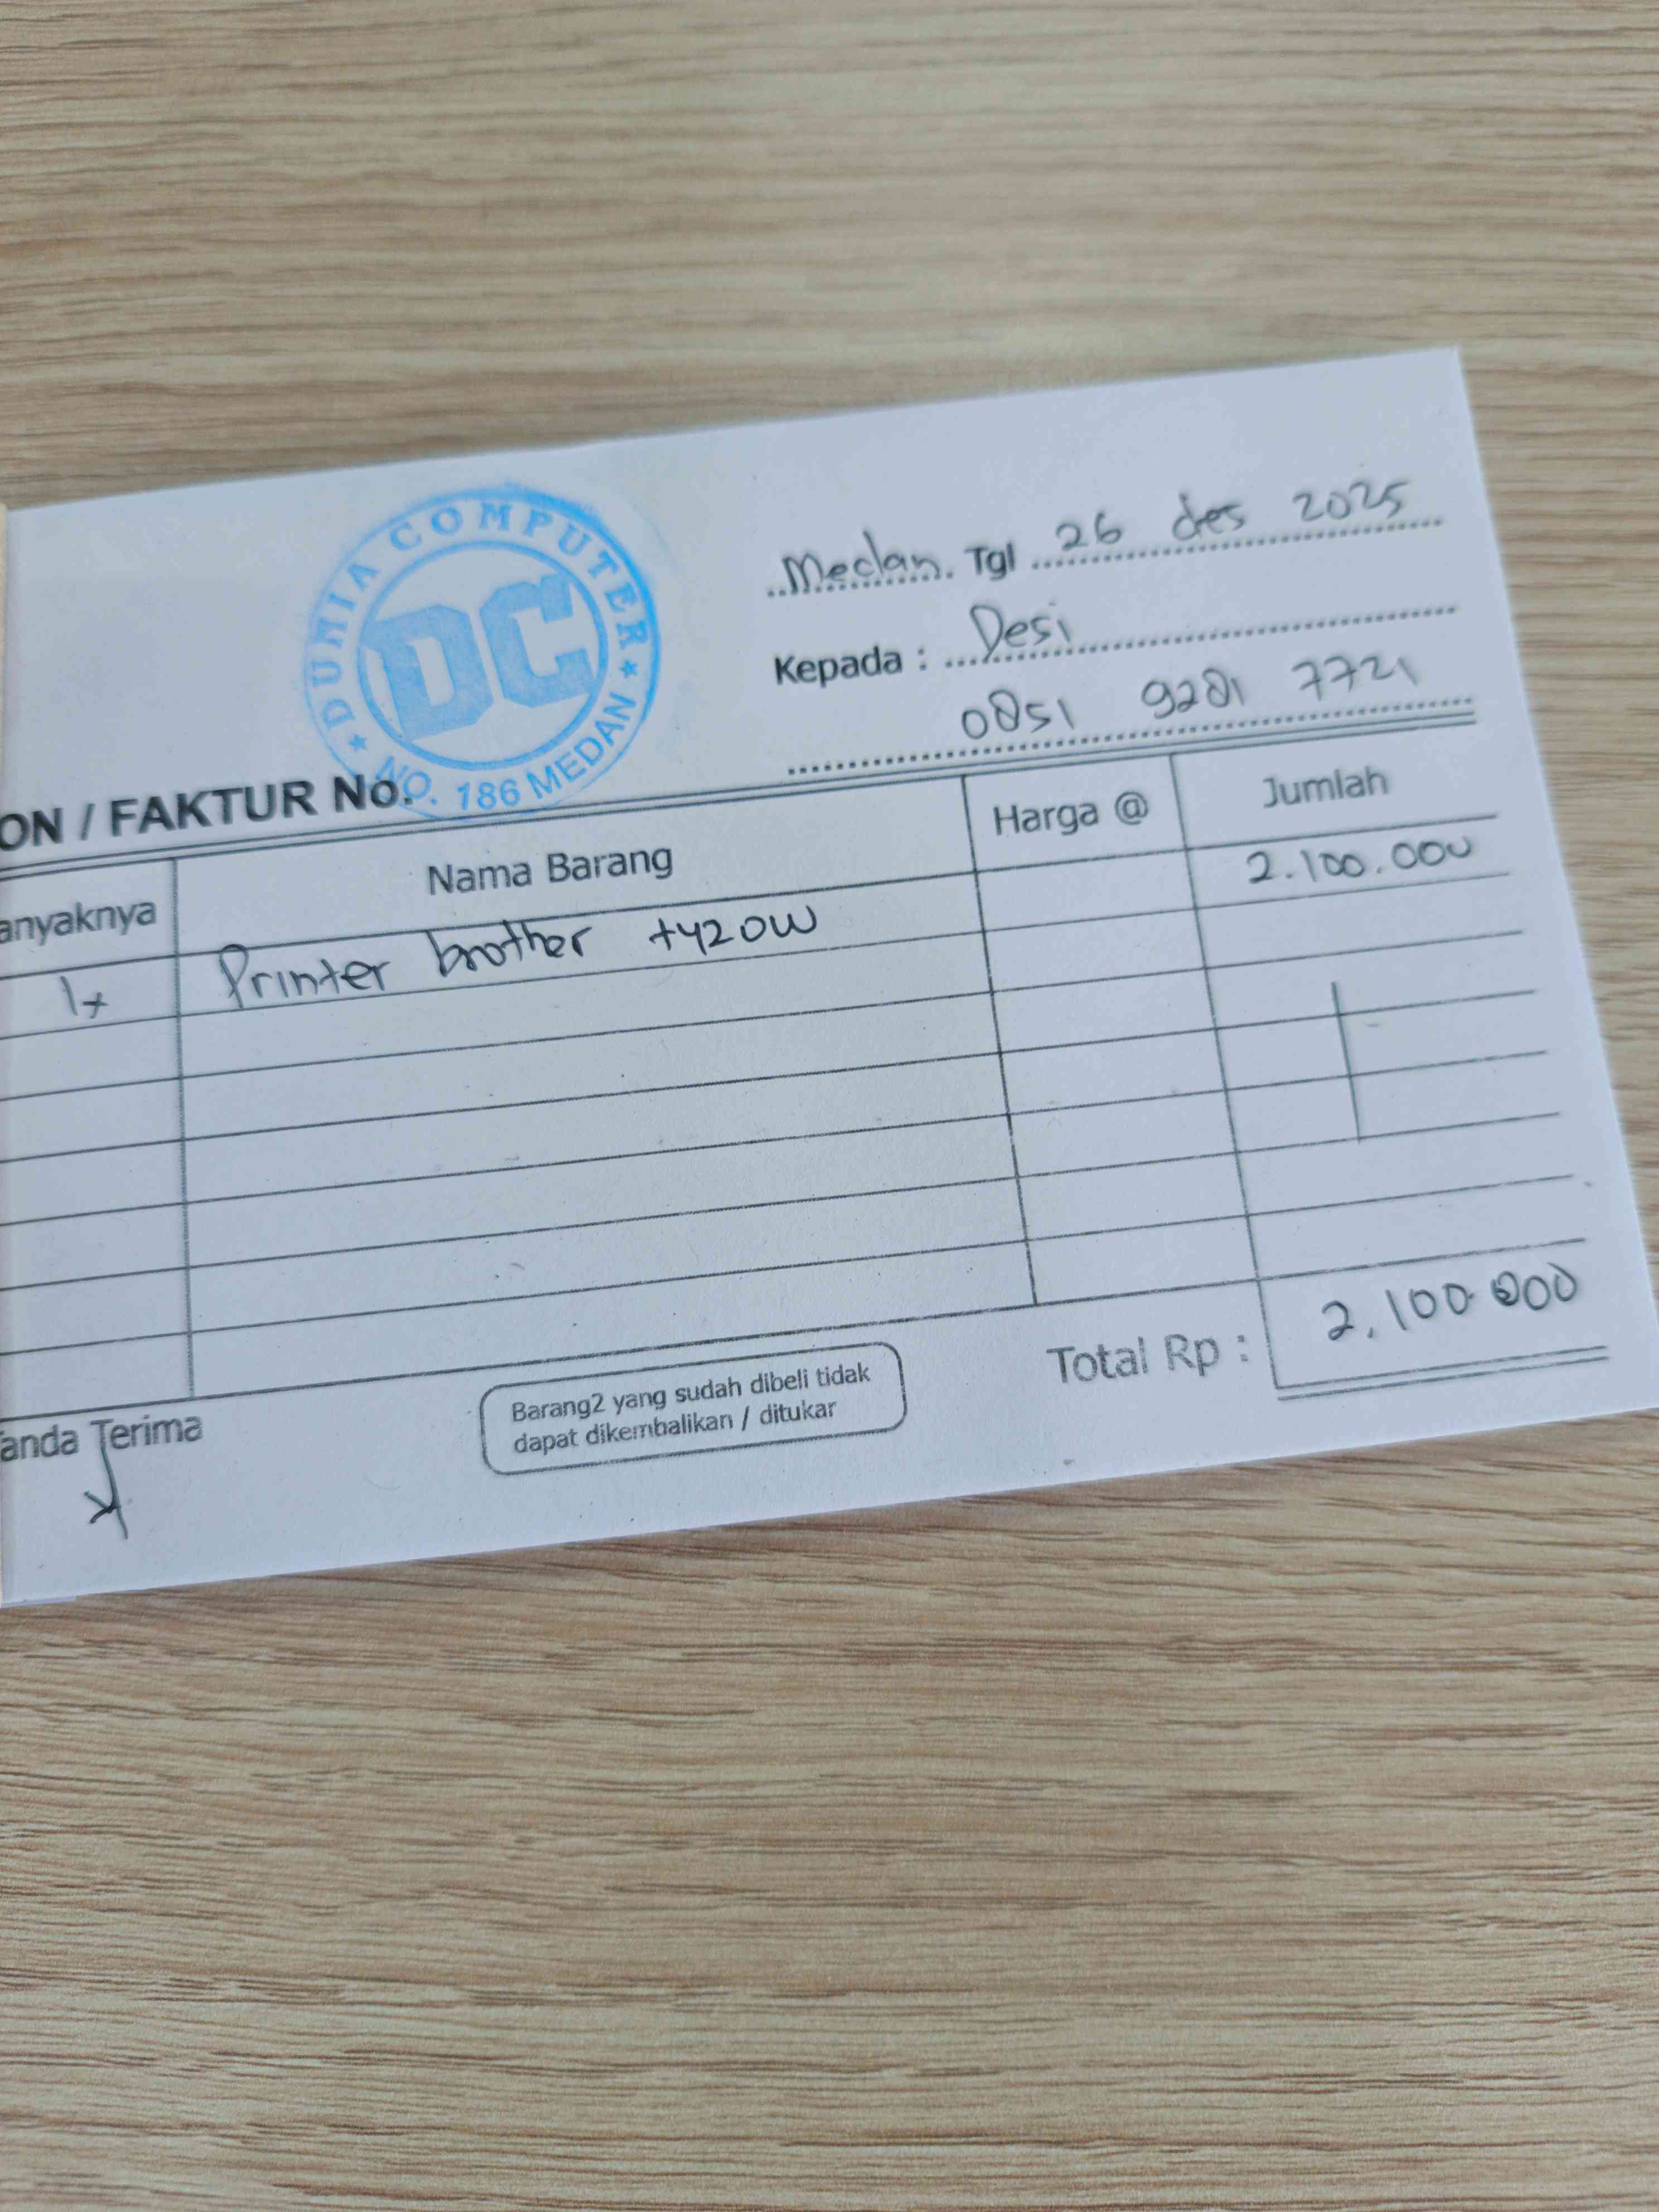 DUNIA COMPUTER
DC
NO. 186 MEDAN
Medan. Tgl 26 des 2025
Kepada : Desi
0851 9281 7721
ON / FAKTUR No.
anyaknya Nama Barang Harga @ Jumlah
1x Printer brother t420W 2.100.000
Total Rp : 2.100.000
anda Terima
Barang2 yang sudah dibeli tidak
dapat dikembalikan / ditukar